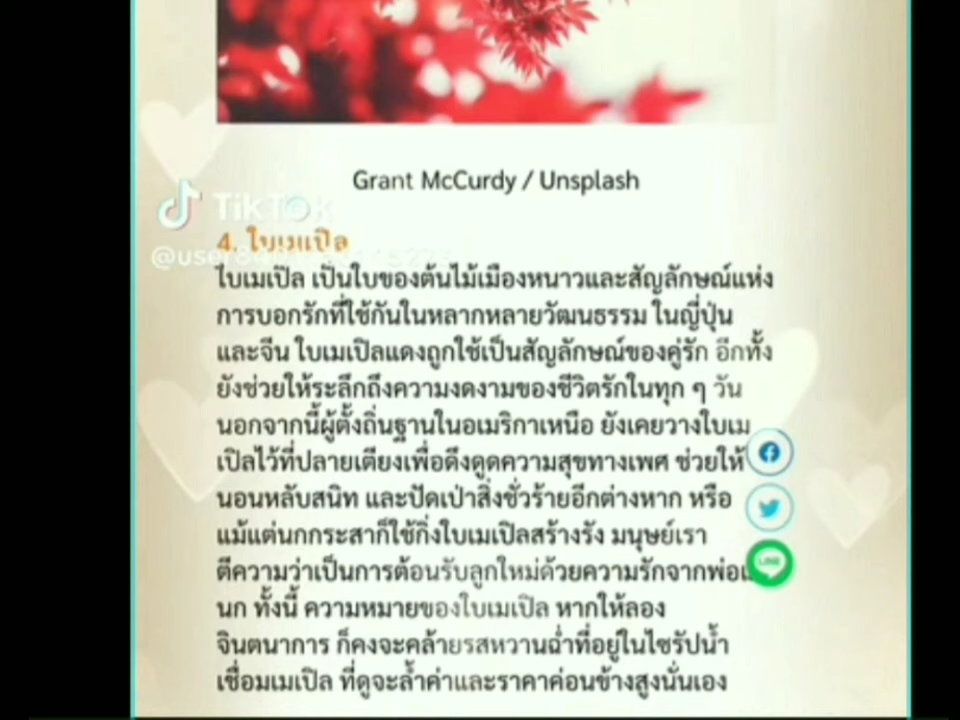 Grant McCurdy / Unsplash
TikTok
4. ใบเมเปิล
ใบเมเปิล เป็นใบของต้นไม้เมืองหนาวและสัญลักษณ์แห่ง
การบอกรักที่ใช้กันในหลากหลายวัฒนธรรม ในญี่ปุ่น
และจีน ใบเมเปิลแดงถูกใช้เป็นสัญลักษณ์ของคู่รัก อีกทั้ง
ยังช่วยให้ระลึกถึงความงดงามของชีวิตรักในทุก ๆ วัน
นอกจากนี้ผู้ตั้งถิ่นฐานในอเมริกาเหนือ ยังเคยวางใบเม
เปิลไว้ที่ปลายเตียงเพื่อดึงดูดความสุขทางเพศ ช่วยให้
นอนหลับสนิท และปัดเป่าสิ่งชั่วร้ายอีกต่างหาก หรือ
แม้แต่นกกระสาก็ใช้กิ่งใบเมเปิลสร้างรัง มนุษย์เรา
ตีความว่าเป็นการต้อนรับลูกใหม่ด้วยความรักจากพ่อแ
LINE
นก ทั้งนี้ ความหมายของใบเมเปิล หากให้ลอง
จินตนาการ ก็คงจะคล้ายรสหวานฉ่ำที่อยู่ในไซรัปน้ำ
เชื่อมเมเปิล ที่ดูจะล้ำค่าและราคาค่อนข้างสูงนั่นเอง